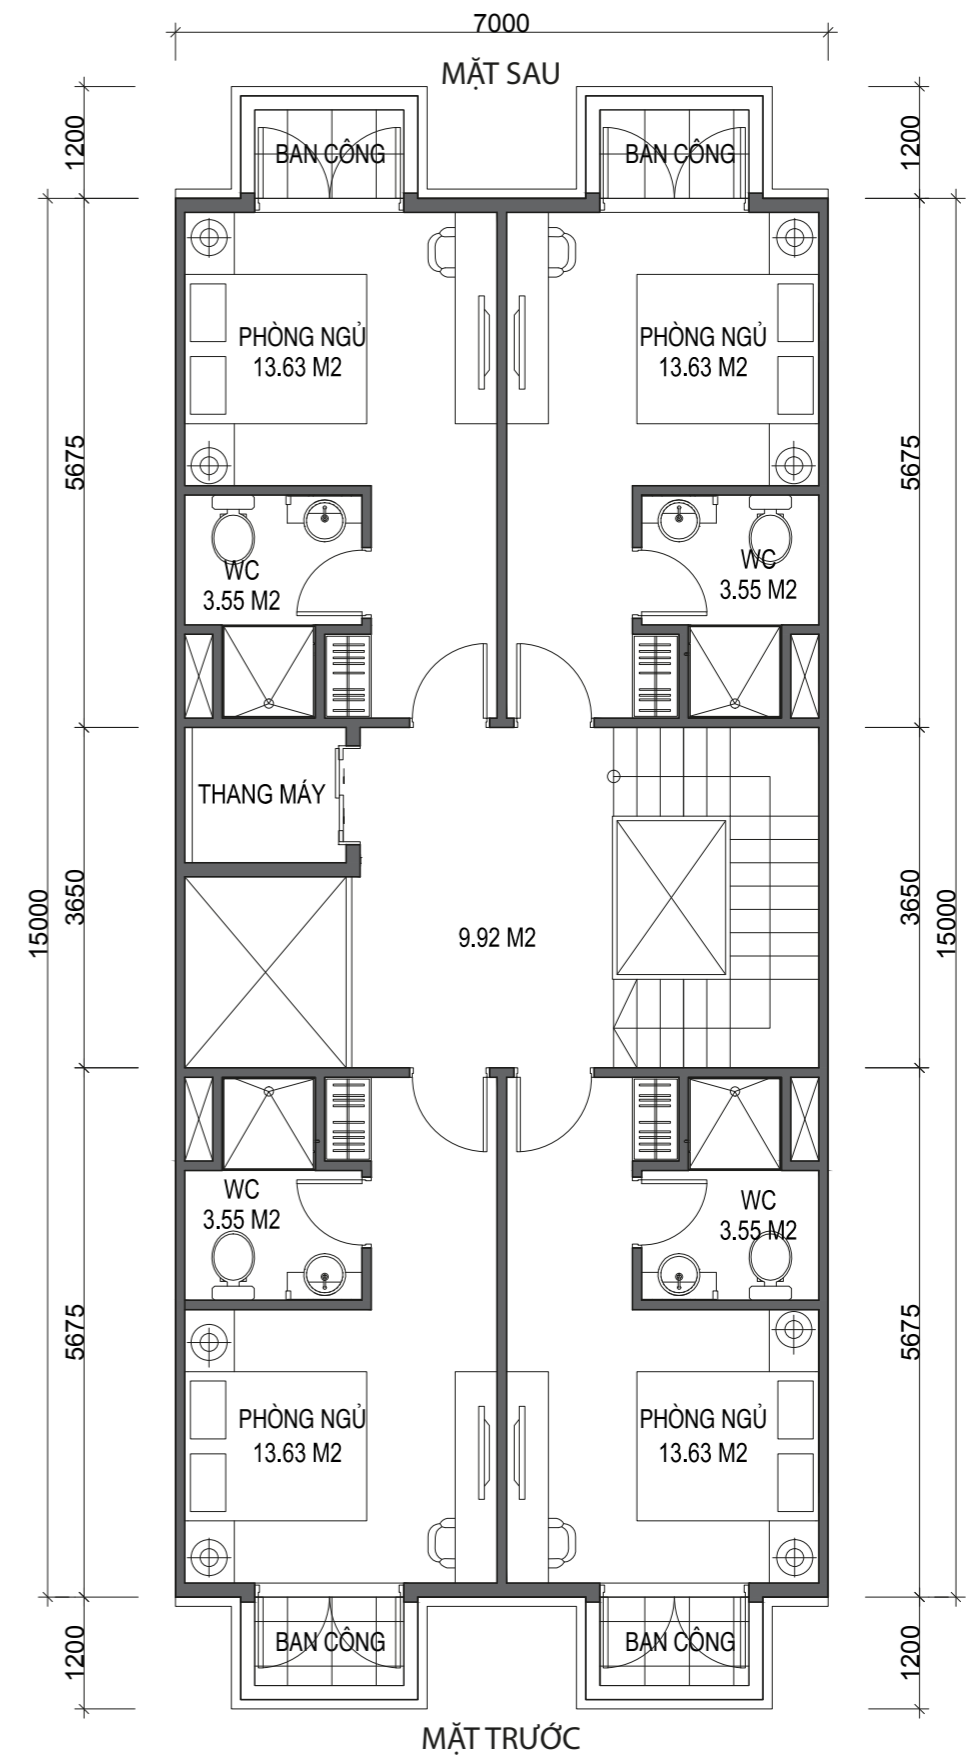 7000
MẶT SAU
1200
1200
BAN CÔNG
BAN CÔNG
PHÒNG NGỦ
13.63 M2
PHÒNG NGỦ
13.63 M2
5675
5675
WC
3.55 M2
WC
3.55 M2
THANG MÁY
15000
3650
9.92 M2
3650
15000
WC
3.55 M2
WC
3.55 M2
5675
5675
PHÒNG NGỦ
13.63 M2
PHÒNG NGỦ
13.63 M2
BAN CÔNG
BAN CÔNG
1200
1200
MẶT TRƯỚC